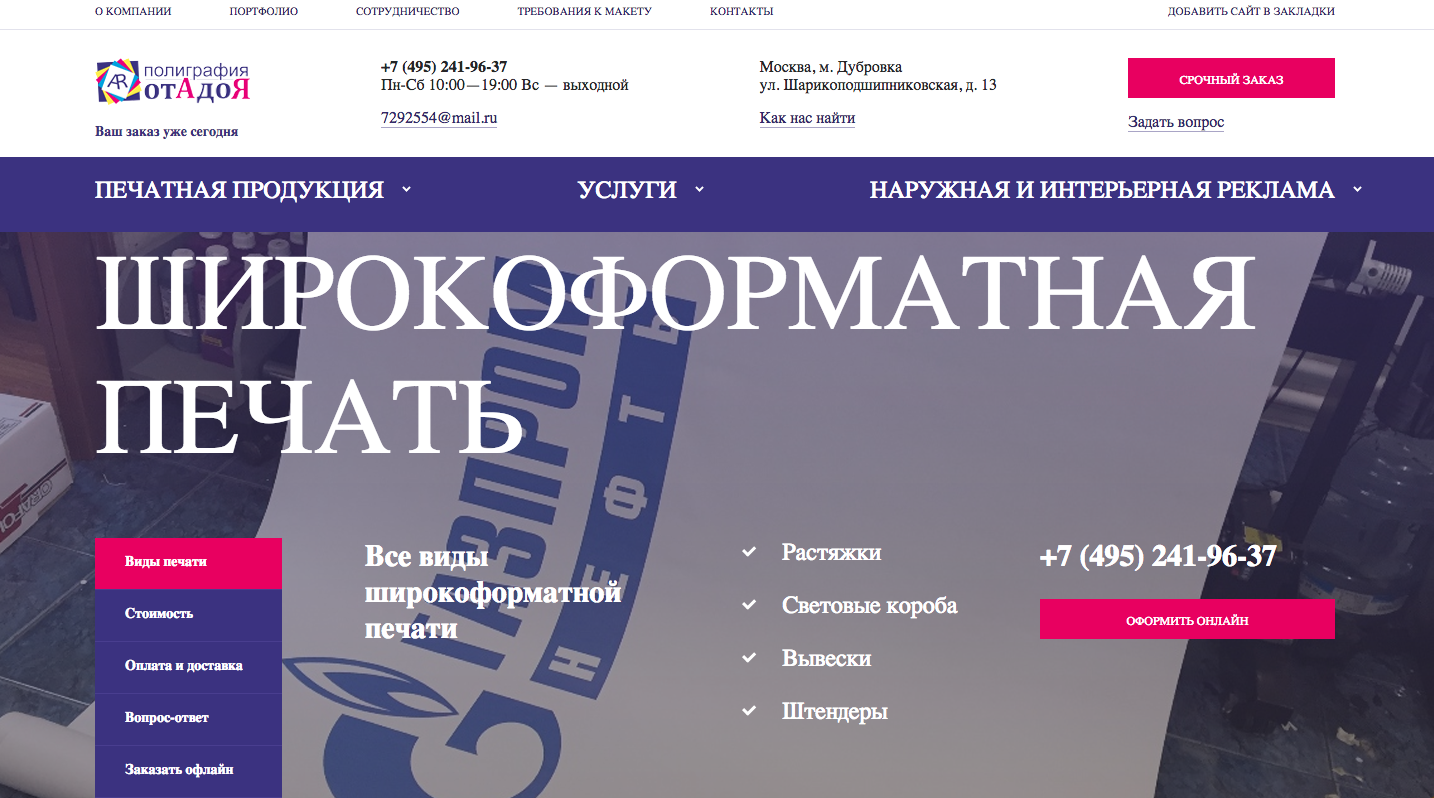 О КОМПАНИИ
ПОРТФОЛИО
СОТРУДНИЧЕСТВО
ТРЕБОВАНИЯ К МАКЕТУ
КОНТАКТЫ
ДОБАВИТЬ САЙТ В ЗАКЛАДКИ
AR
полиграфия
отАдоЯ
Ваш заказ уже сегодня
+7 (495) 241-96-37
Пн-Сб 10:00—19:00 Вс — выходной
7292554@mail.ru
Москва, м. Дубровка
ул. Шарикоподшипниковская, д. 13
Как нас найти
СРОЧНЫЙ ЗАКАЗ
Задать вопрос
ПЕЧАТНАЯ ПРОДУКЦИЯ
УСЛУГИ
НАРУЖНАЯ И ИНТЕРЬЕРНАЯ РЕКЛАМА
ШИРОКОФОРМАТНАЯ
ПЕЧАТЬ
Виды печати
Стоимость
Оплата и доставка
Вопрос-ответ
Заказать офлайн
Все виды
широкоформатной
печати
Растяжки
Световые короба
Вывески
Штендеры
+7 (495) 241-96-37
ОФОРМИТЬ ОНЛАЙН
ГАЗПРОМ
НЕФТЬ